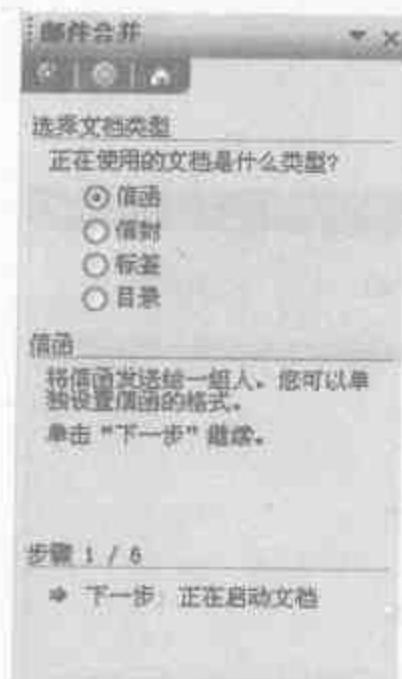 邮件合并
选择文档类型
正在使用的文档是什么类型?
信函
信封
标签
目录
信函
将信函发送给一组人。您可以单
独设置信函的格式。
单击“下一步”继续。
步骤 1 / 6
下一步: 正在启动文档